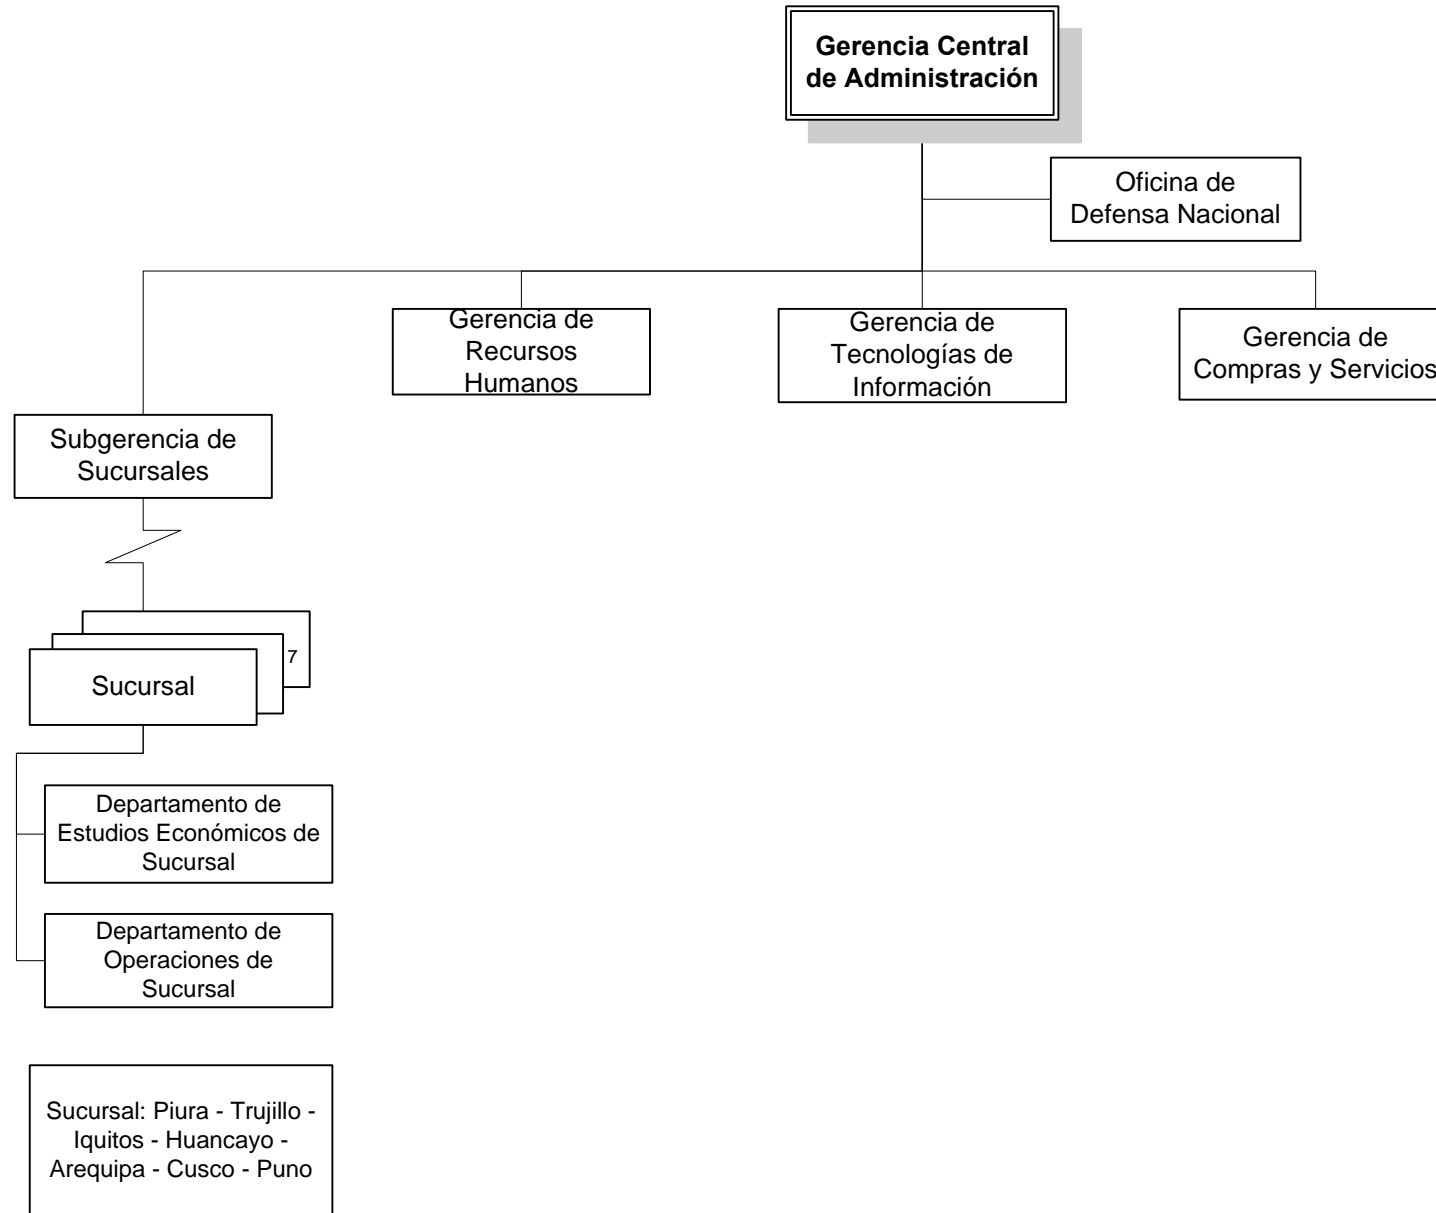 Gerencia Central
de Administración
Oficina de
Defensa Nacional
Gerencia de
Recursos
Humanos
Gerencia de
Tecnologías de
Información
Gerencia de
Compras y Servicios
Subgerencia de
Sucursales
7
Sucursal
Departamento de
Estudios Económicos de
Sucursal
Departamento de
Operaciones de
Sucursal
Sucursal: Piura - Trujillo -
Iquitos - Huancayo -
Arequipa - Cusco - Puno